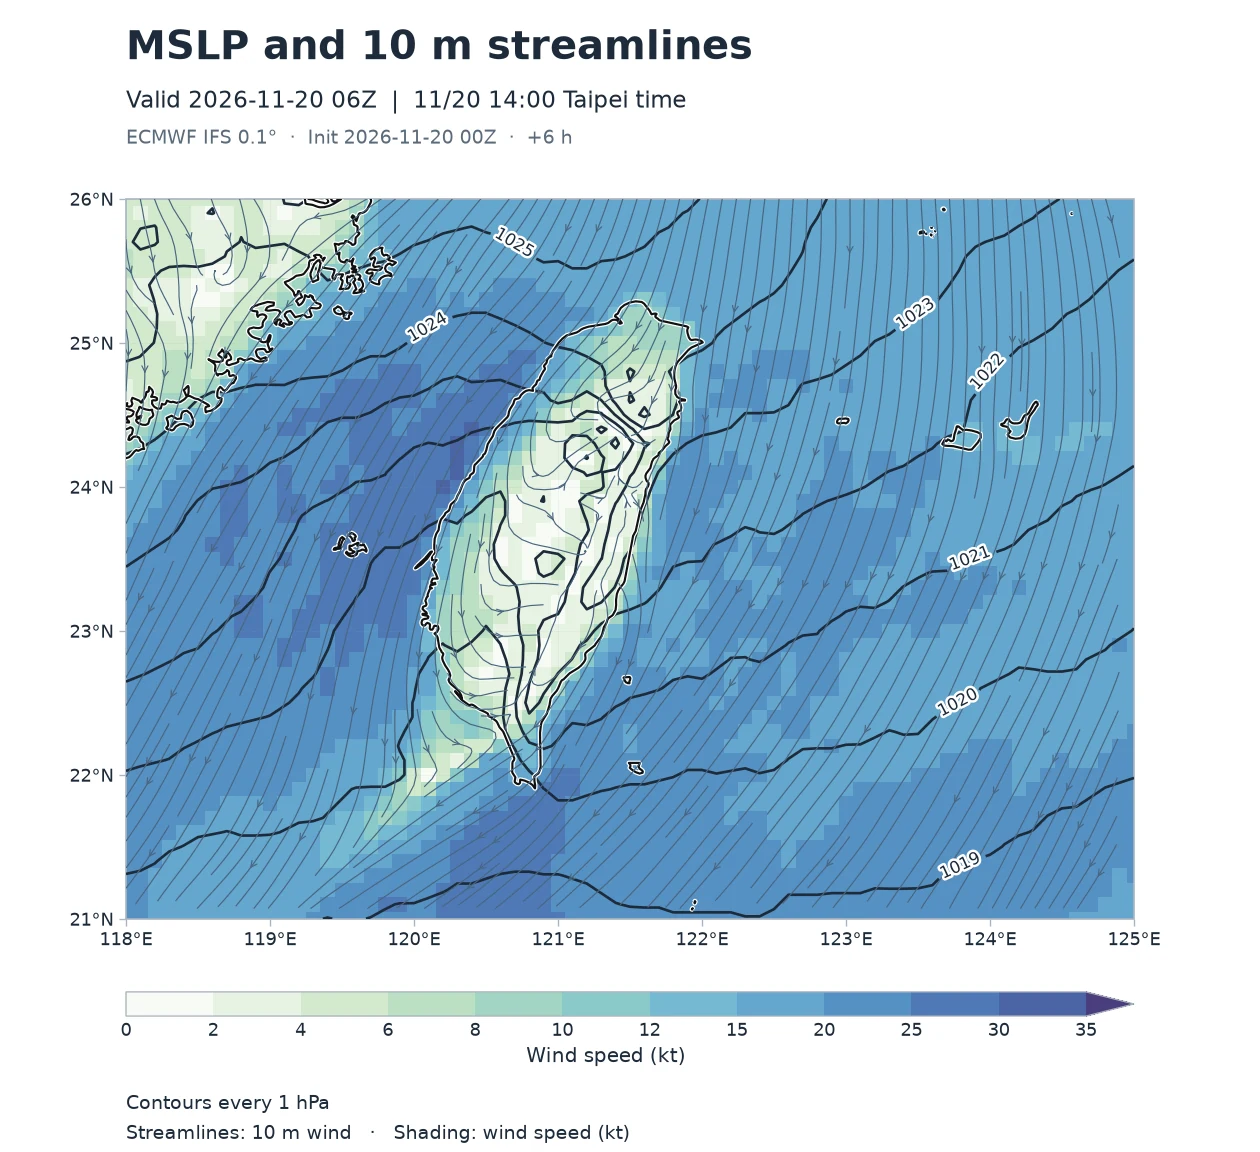 MSLP and 10 m streamlines
Valid 2026-11-20 06Z | 11/20 14:00 Taipei time
ECMWF IFS 0.1° · Init 2026-11-20 00Z · +6 h
26°N
25°N
24°N
23°N
22°N
21°N
1025
1024
1023
1022
1021
1020
1019
118°E 119°E 120°E 121°E 122°E 123°E 124°E 125°E
0 2 4 6 8 10 12 15 20 25 30 35
Wind speed (kt)
Contours every 1 hPa
Streamlines: 10 m wind · Shading: wind speed (kt)